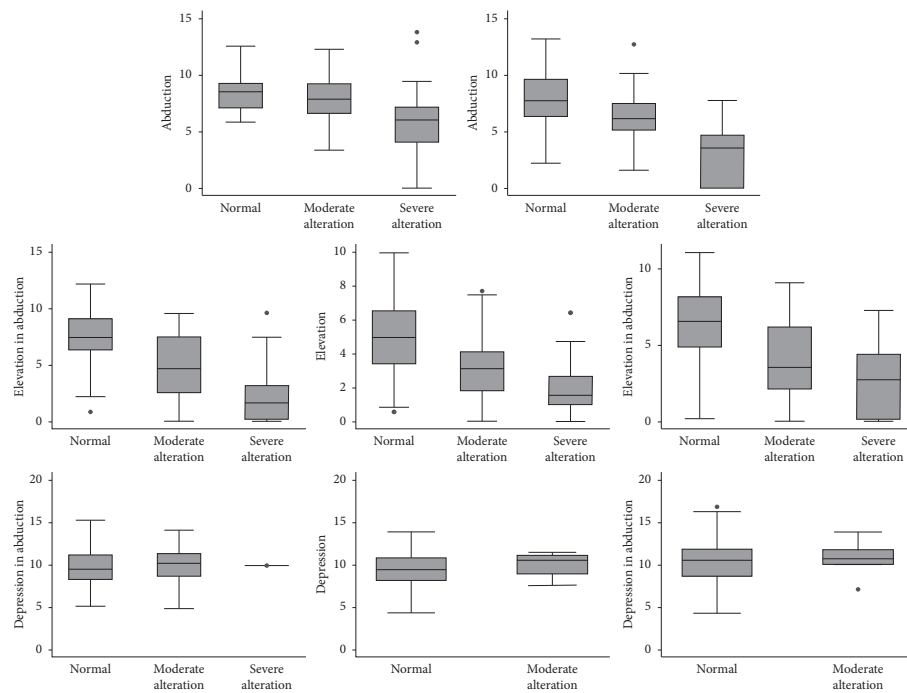 15
10
5
0
Abduction
Normal
Moderate
alteration
Severe
alteration
15
10
5
0
Abduction
Normal
Moderate
alteration
Severe
alteration
15
10
5
0
Elevation in abduction
Normal
Moderate
alteration
Severe
alteration
10
8
6
4
2
0
Elevation
Normal
Moderate
alteration
Severe
alteration
10
5
0
Elevation in abduction
Normal
Moderate
alteration
Severe
alteration
20
15
10
5
0
Depression in abduction
Normal
Moderate
alteration
Severe
alteration
20
15
10
5
0
Depression
Normal
Moderate
alteration
20
15
10
5
0
Depression in abduction
Normal
Moderate
alteration